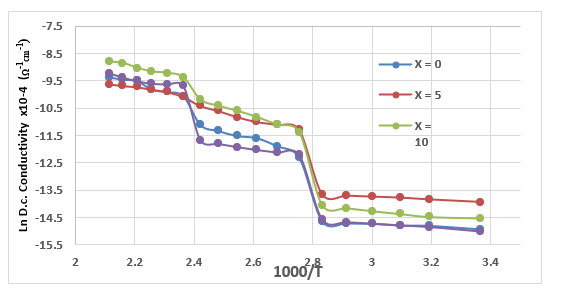 Ln D.c. Conductivity x10-4 (Ω⁻¹cm⁻¹)
-7.5
-8.5
-9.5
-10.5
-11.5
-12.5
-13.5
-14.5
-15.5
X = 0
X = 5
X =
10
2 2.2 2.4 2.6 2.8 3 3.2 3.4
1000/T